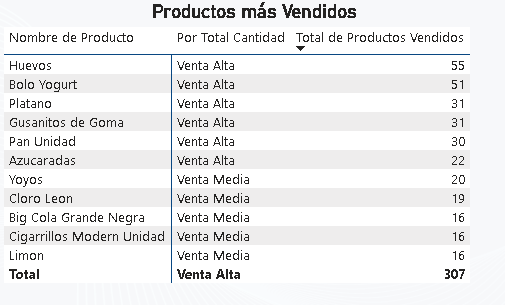 Productos más Vendidos
Nombre de Producto Por Total Cantidad Total de Productos Vendidos
Huevos Venta Alta 55
Bolo Yogurt Venta Alta 51
Platano Venta Alta 31
Gusanitos de Goma Venta Alta 31
Pan Unidad Venta Alta 30
Azucaradas Venta Alta 22
Yoyos Venta Media 20
Cloro Leon Venta Media 19
Big Cola Grande Negra Venta Media 16
Cigarrillos Modern Unidad Venta Media 16
Limon Venta Media 16
Total Venta Alta 307